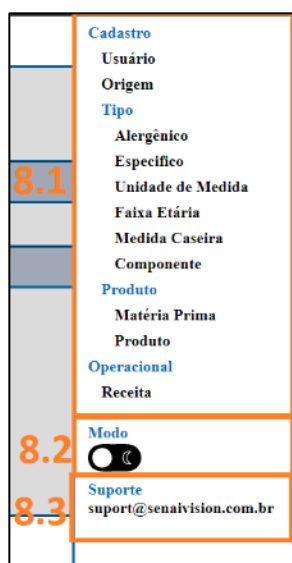 Cadastro
Usuário
Origem
Tipo
Alergênico
Especifico
8.1 Unidade de Medida
Faixa Etária
Medida Caseira
Componente
Produto
Matéria Prima
Produto
Operacional
Receita
Modo
8.2
Suporte
8.3 suport@senaivision.com.br